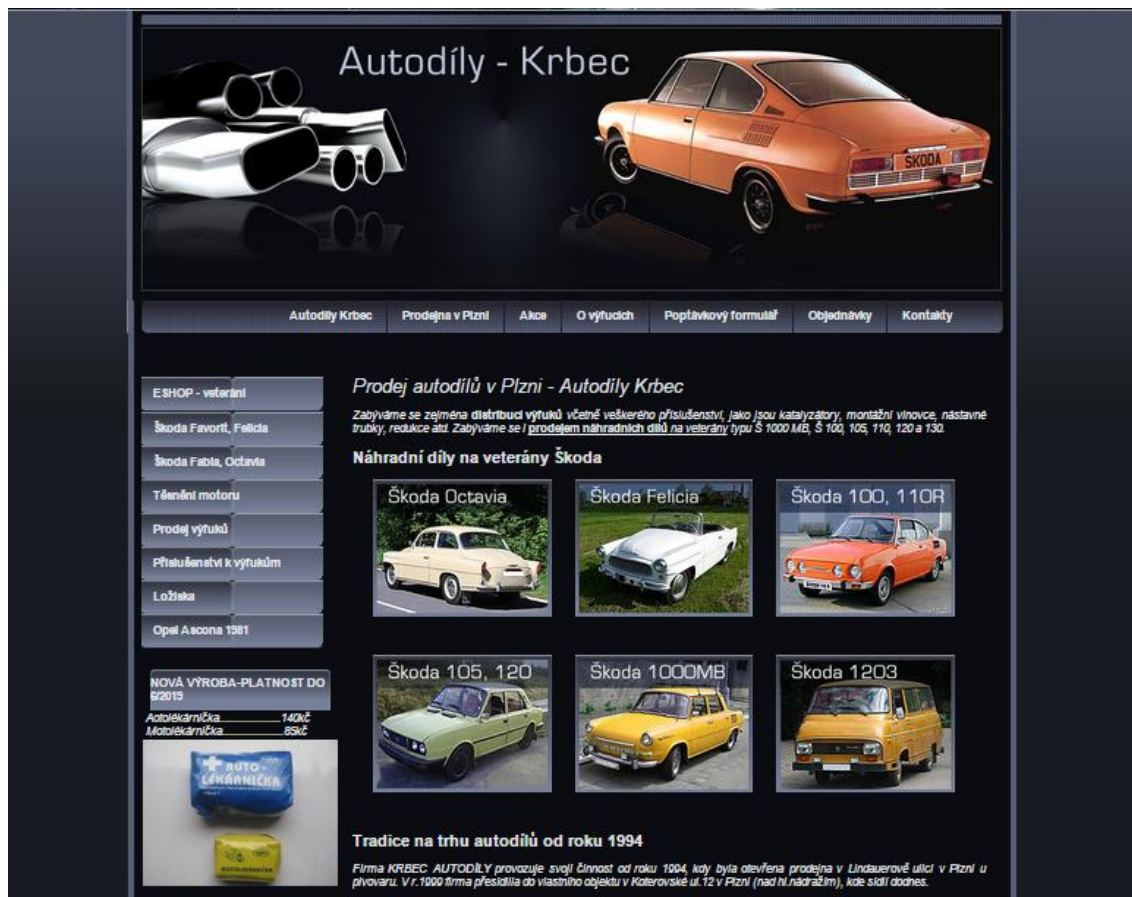 Autodíly - Krbec
SKODA
Autodíly Krbec
Prodejna v Plzni
Akce
O výfucích
Poptávkový formulář
Objednávky
Kontakty
ESHOP - veteráni
Škoda Favorit, Felicia
Škoda Fabia, Octavia
Těsnění motoru
Prodej výfuků
Příslušenství k výfukům
Ložiska
Opel Ascona 1981
NOVÁ VÝROBA-PLATNOST DO
6/2019
Autolékárnička.....................140kč
Motolékárnička.....................85kč
AUTO-
LÉKÁRNIČKA
MOTOLÉKÁRNIČKA
Prodej autodílů v Plzni - Autodíly Krbec
Zabýváme se zejména distribucí výfuků včetně veškerého příslušenství, jako jsou katalyzátory, montážní vlnovce, nástavné
trubky, redukce atd. Zabýváme se i prodejem náhradních dílů na veterány typu Š 1000 MB, Š 100, 105, 110, 120 a 130.
Náhradní díly na veterány Škoda
Škoda Octavia
Škoda Felicia
Škoda 100, 110R
Škoda 105, 120
Škoda 1000MB
Škoda 1203
Tradice na trhu autodílů od roku 1994
Firma KRBEC AUTODÍLY provozuje svoji činnost od roku 1994, kdy byla otevřena prodejna v Lindauerově ulici v Plzni u
pivovaru. V r.1999 firma přesídlila do vlastního objektu v Koterovské ul.12 v Plzni (nad hl.nádražím), kde sídlí dodnes.